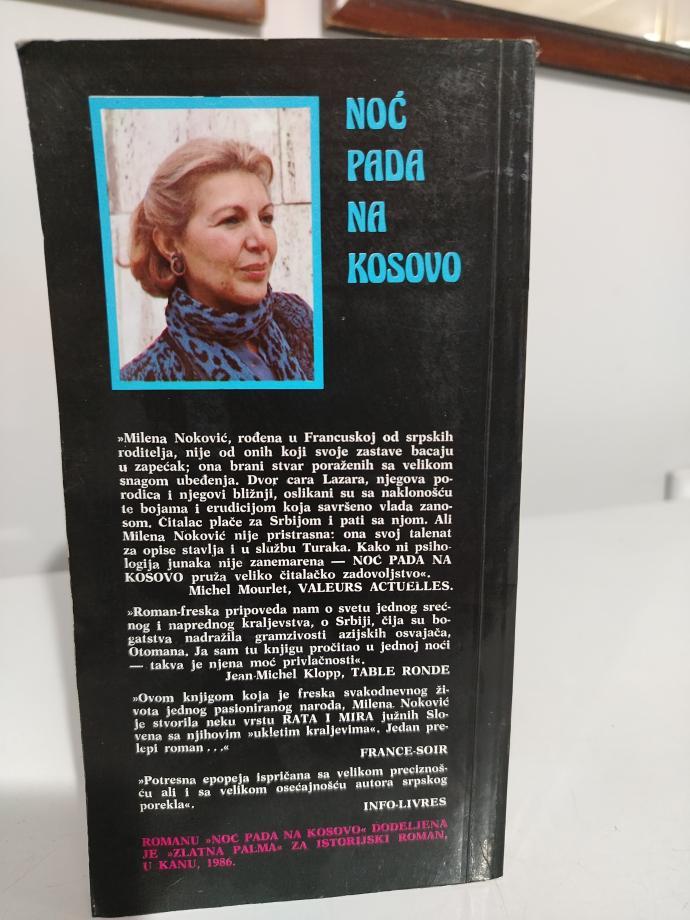 NOĆ
PADA
NA
KOSOVO
»Milena Noković, rođena u Francuskoj od srpskih
roditelja, nije od onih koji svoje zastave bacaju
u zapećak; ona brani stvar poraženih sa velikom
snagom ubeđenja. Dvor cara Lazara, njegova po-
rodica i njegovi bližnji, oslikani su sa naklonošću
te bojama i erudicijom koja savršeno vlada zano-
som. Čitalac plače za Srbijom i pati sa njom. Ali
Milena Noković nije pristrasna: ona svoj talenat
za opise stavlja i u službu Turaka. Kako ni psiho-
logija junaka nije zanemarena — NOĆ PADA NA
KOSOVO pruža veliko čitalačko zadovoljstvo«.
Michel Mourlet, VALEURS ACTUELLES.
»Roman-freska pripoveda nam o svetu jednog sreć-
nog i naprednog kraljevstva, o Srbiji, čija su bo-
gatstva nadražila gramzivosti azijskih osvajača,
Otomana. Ja sam tu knjigu pročitao u jednoj noći
— takva je njena moć privlačnosti«.
Jean-Michel Klopp, TABLE RONDE
»Ovom knjigom koja je freska svakodnevnog ži-
vota jednog pasioniranog naroda, Milena Noković
je stvorila neku vrstu RATA I MIRA južnih Slo-
vena sa njihovim »ukletim kraljevima«. Jedan pre-
lepi roman . . .«
FRANCE-SOIR
»Potresna epopeja ispričana sa velikom preciznoš-
ću ali i sa velikom osećajnošću autora srpskog
porekla«.
INFO-LIVRES
ROMANU »NOĆ PADA NA KOSOVO« DODELJENA
JE »ZLATNA PALMA« ZA ISTORIJSKI ROMAN,
U KANU, 1986.